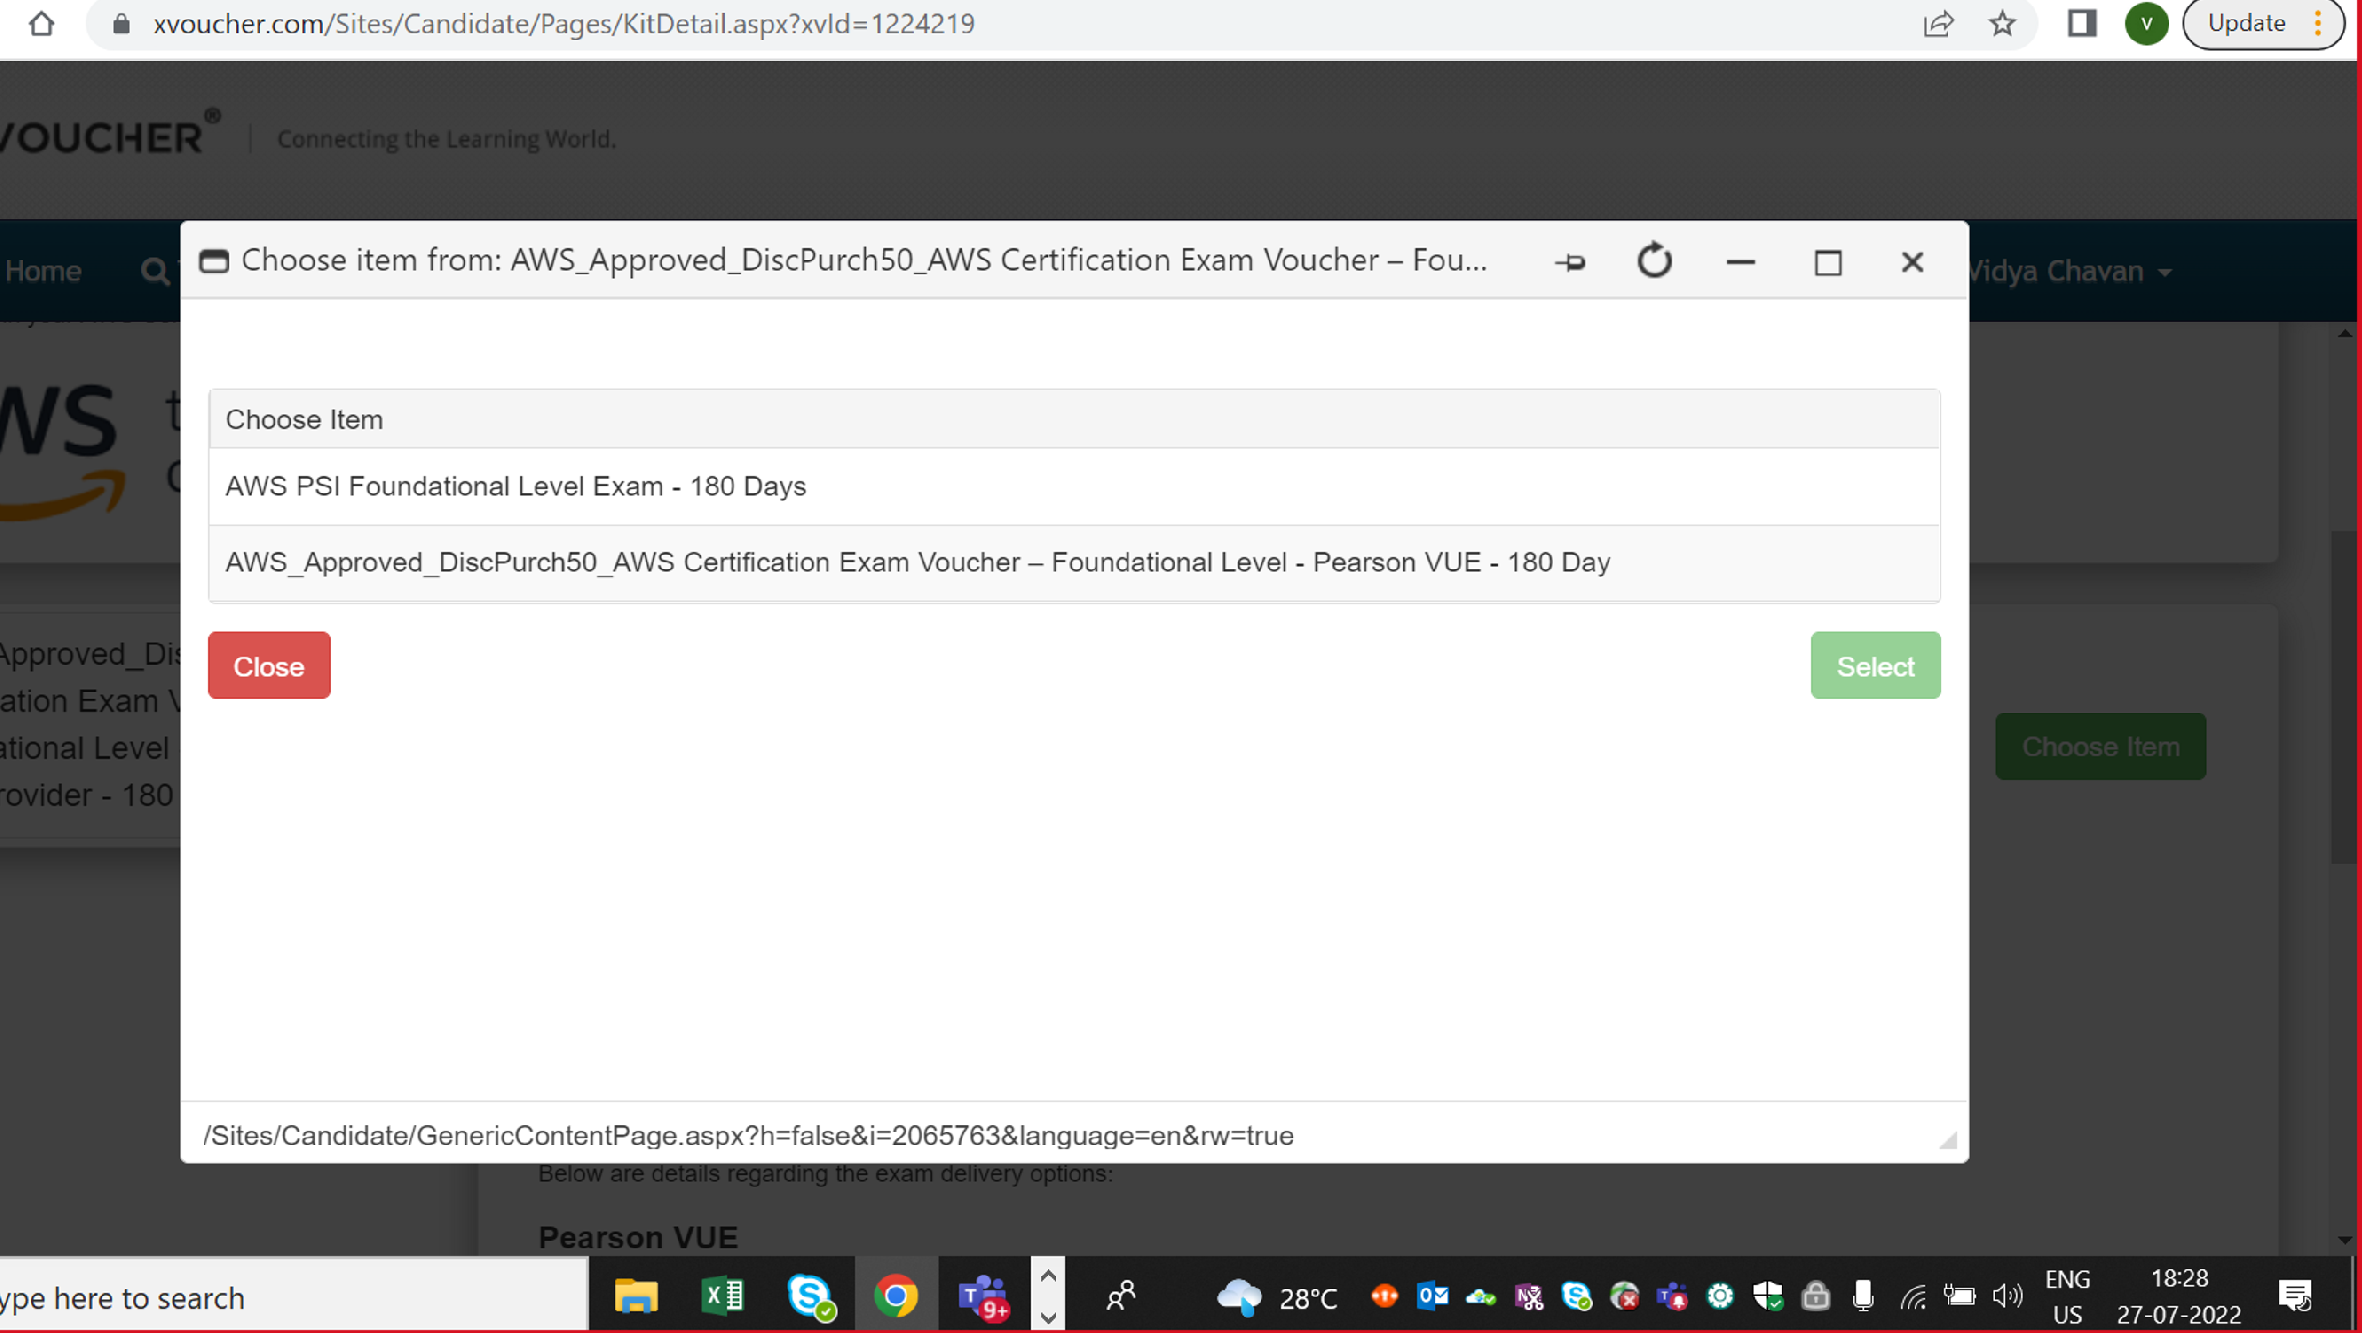 xvoucher.com/Sites/Candidate/Pages/KitDetail.aspx?xvId=1224219
V
Update
VOUCHER®
Connecting the Learning World.
Home
Vidya Chavan
Choose item from: AWS_Approved_DiscPurch50_AWS Certification Exam Voucher – Fou...
Choose Item
AWS PSI Foundational Level Exam - 180 Days
AWS_Approved_DiscPurch50_AWS Certification Exam Voucher – Foundational Level - Pearson VUE - 180 Day
Close
Select
Approved_Dis
ation Exam V
ational Level
rovider - 180
Choose Item
/Sites/Candidate/GenericContentPage.aspx?h=false&i=2065763&language=en&rw=true
Below are details regarding the exam delivery options:
Pearson VUE
ype here to search
9+
28°C
ENG
US
18:28
27-07-2022